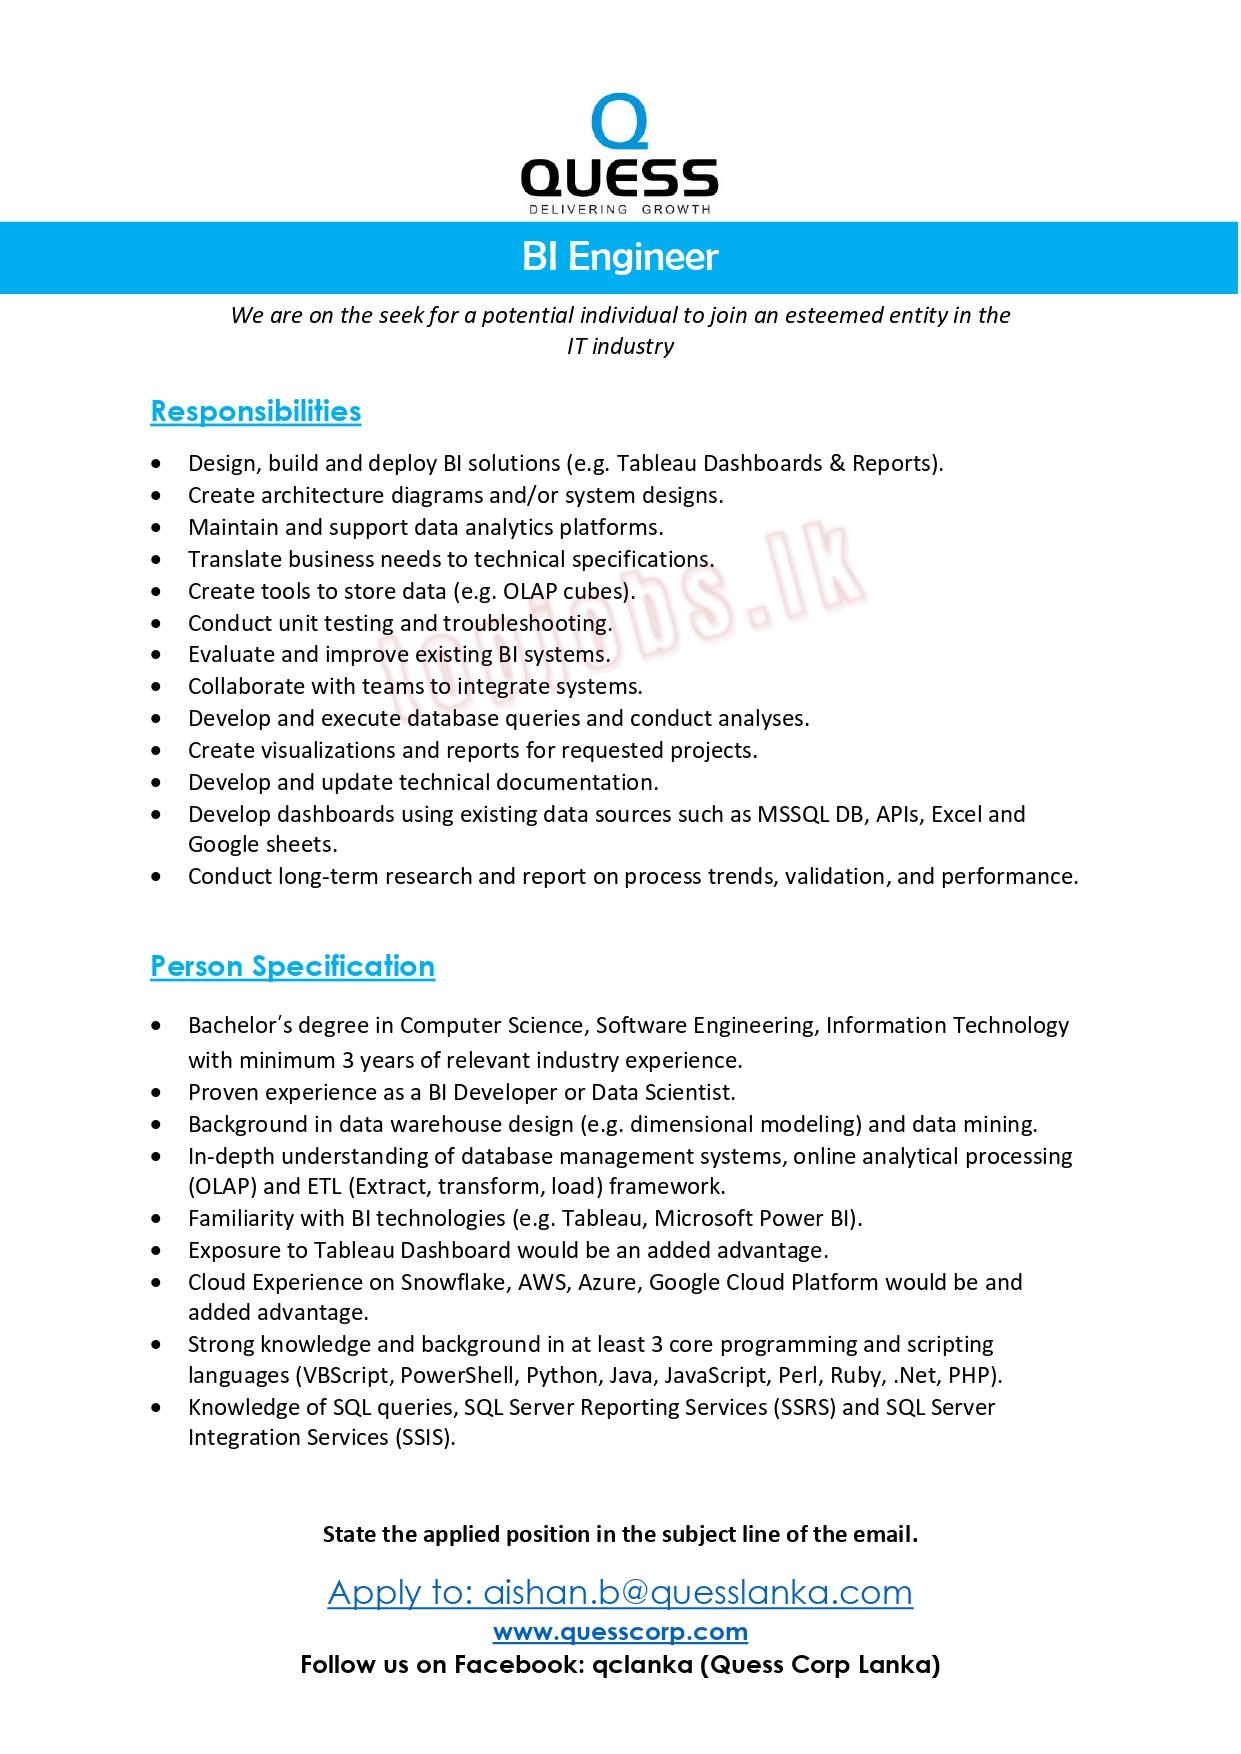 Q
QUESS
DELIVERING GROWTH
BI Engineer
We are on the seek for a potential individual to join an esteemed entity in the
IT industry
Responsibilities
• Design, build and deploy BI solutions (e.g. Tableau Dashboards & Reports).
• Create architecture diagrams and/or system designs.
• Maintain and support data analytics platforms.
• Translate business needs to technical specifications.
• Create tools to store data (e.g. OLAP cubes).
• Conduct unit testing and troubleshooting.
• Evaluate and improve existing BI systems.
• Collaborate with teams to integrate systems.
• Develop and execute database queries and conduct analyses.
• Create visualizations and reports for requested projects.
• Develop and update technical documentation.
• Develop dashboards using existing data sources such as MSSQL DB, APIs, Excel and
Google sheets.
• Conduct long-term research and report on process trends, validation, and performance.
topjobs.lk
Person Specification
• Bachelor’s degree in Computer Science, Software Engineering, Information Technology
with minimum 3 years of relevant industry experience.
• Proven experience as a BI Developer or Data Scientist.
• Background in data warehouse design (e.g. dimensional modeling) and data mining.
• In-depth understanding of database management systems, online analytical processing
(OLAP) and ETL (Extract, transform, load) framework.
• Familiarity with BI technologies (e.g. Tableau, Microsoft Power BI).
• Exposure to Tableau Dashboard would be an added advantage.
• Cloud Experience on Snowflake, AWS, Azure, Google Cloud Platform would be and
added advantage.
• Strong knowledge and background in at least 3 core programming and scripting
languages (VBScript, PowerShell, Python, Java, JavaScript, Perl, Ruby, .Net, PHP).
• Knowledge of SQL queries, SQL Server Reporting Services (SSRS) and SQL Server
Integration Services (SSIS).
State the applied position in the subject line of the email.
Apply to: aishan.b@quesslanka.com
www.quesscorp.com
Follow us on Facebook: qclanka (Quess Corp Lanka)